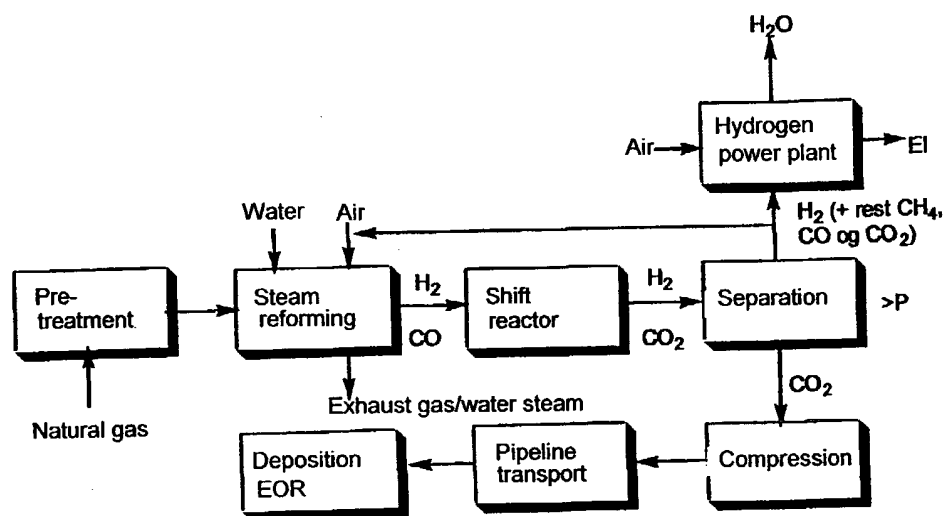 H₂O
Hydrogen
power plant
Air
El
H₂ (+ rest CH₄,
CO og CO₂)
Water
Air
Pre-
treatment
Steam
reforming
H₂
CO
Shift
reactor
H₂
CO₂
Separation
>P
CO₂
Exhaust gas/water steam
Natural gas
Deposition
EOR
Pipeline
transport
Compression